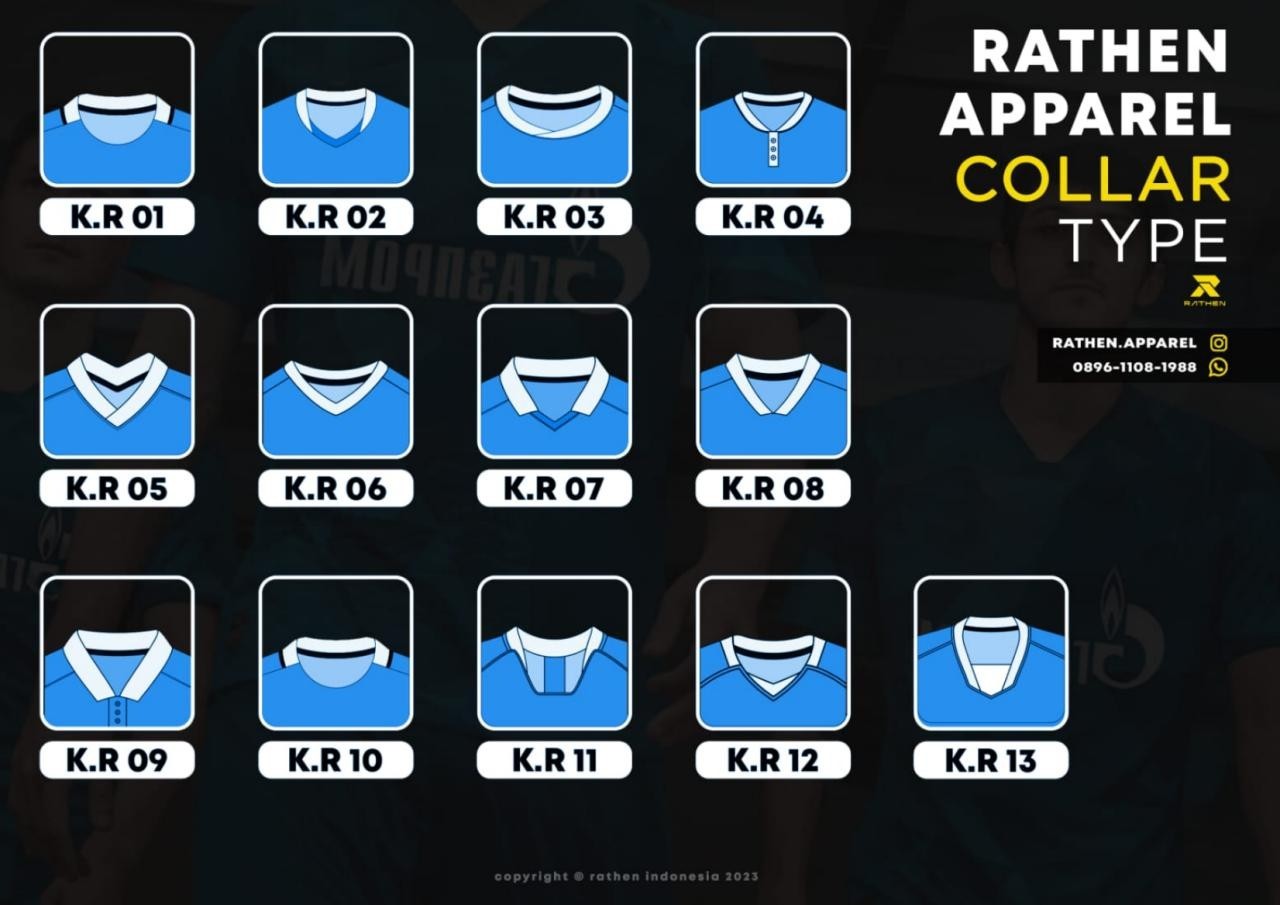 RATHEN
APPAREL
COLLAR
TYPE
RATHEN
RATHEN.APPAREL
0896-1108-1988
K.R 01
K.R 02
K.R 03
K.R 04
K.R 05
K.R 06
K.R 07
K.R 08
K.R 09
K.R 10
K.R 11
K.R 12
K.R 13
copyright © rathen indonesia 2023